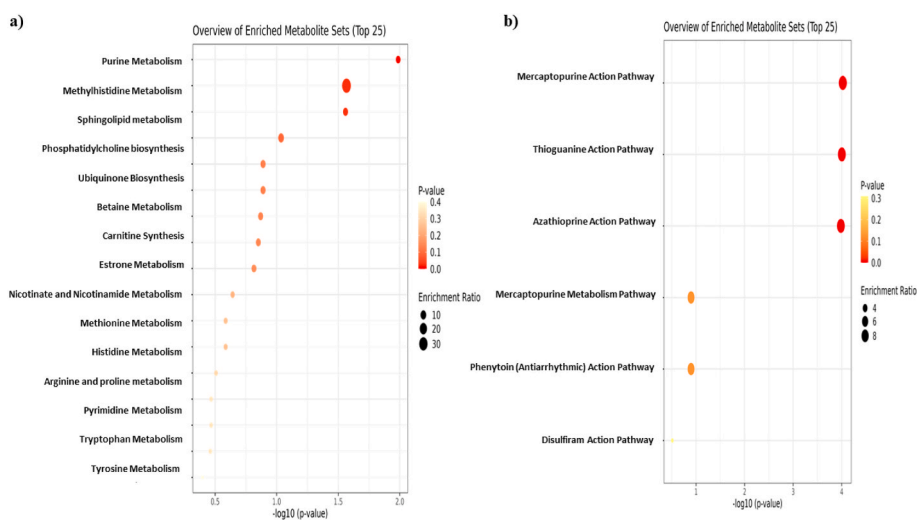 a)
Overview of Enriched Metabolite Sets (Top 25)
Purine Metabolism
Methylhistidine Metabolism
Sphingolipid metabolism
Phosphatidylcholine biosynthesis
Ubiquinone Biosynthesis
Betaine Metabolism
Carnitine Synthesis
Estrone Metabolism
Nicotinate and Nicotinamide Metabolism
Methionine Metabolism
Histidine Metabolism
Arginine and proline metabolism
Pyrimidine Metabolism
Tryptophan Metabolism
Tyrosine Metabolism
0.5 1.0 1.5 2.0
-log10 (p-value)
P-value
0.4
0.3
0.2
0.1
0.0
Enrichment Ratio
10
20
30
b)
Overview of Enriched Metabolite Sets (Top 25)
Mercaptopurine Action Pathway
Thioguanine Action Pathway
Azathioprine Action Pathway
Mercaptopurine Metabolism Pathway
Phenytoin (Antiarrhythmic) Action Pathway
Disulfiram Action Pathway
1 2 3 4
-log10 (p-value)
P-value
0.3
0.2
0.1
0.0
Enrichment Ratio
4
6
8